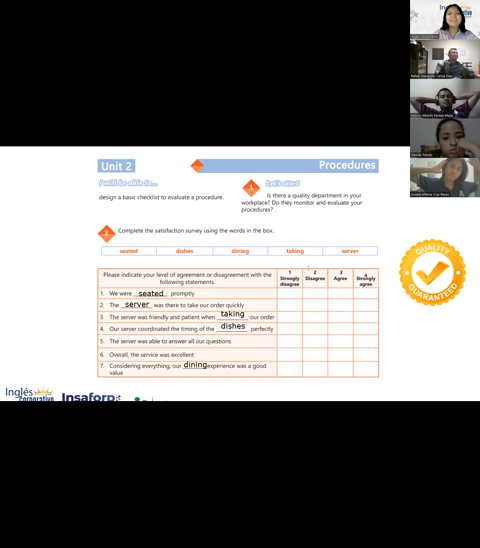 Unit 2
Procedures
I will be able to...
design a basic checklist to evaluate a procedure.
1
Let's start
Is there a quality department in your
workplace? Do they monitor and evaluate your
procedures?
2
Complete the satisfaction survey using the words in the box.
seated dishes dining taking server
Please indicate your level of agreement or disagreement with the
following statements.
1 Strongly disagree
2 Disagree
3 Agree
4 Strongly agree
1. We were seated promptly
2. The server was there to take our order quickly
3. The server was friendly and patient when taking our order
4. Our server coordinated the timing of the dishes perfectly
5. The server was able to answer all our questions
6. Overall, the service was excellent
7. Considering everything, our dining experience was a good
value
QUALITY
GUARANTEED
Inglés
corporativo
Insaforp